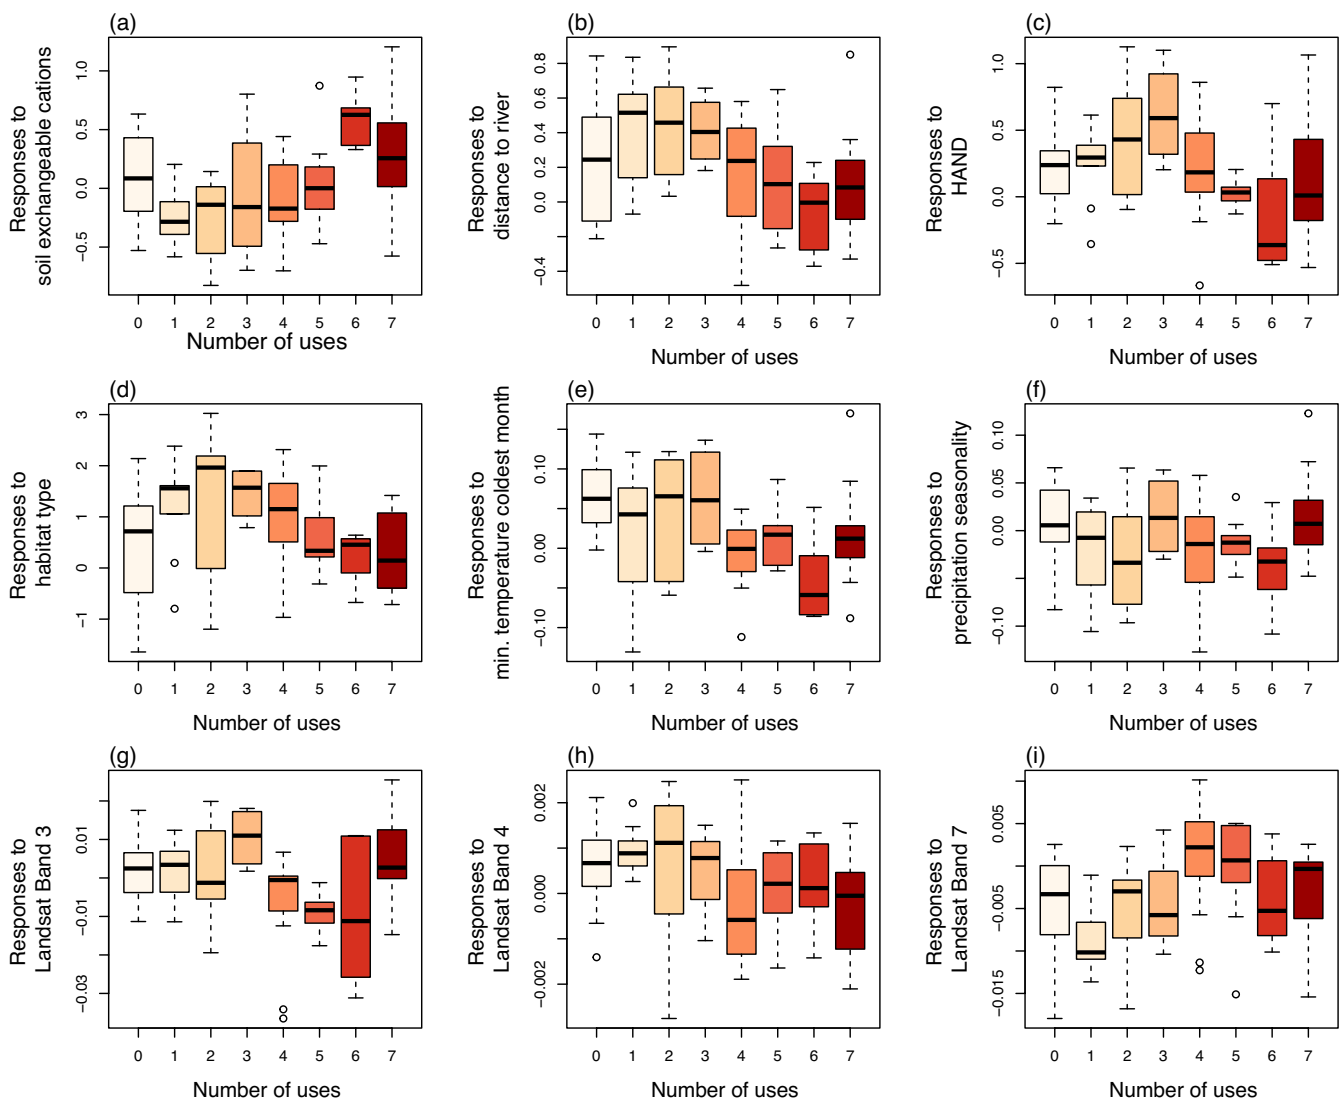 (a)
Responses to
soil exchangeable cations
1.0
0.5
0.0
−0.5
0 1 2 3 4 5 6 7
Number of uses
(b)
Responses to
distance to river
0.8
0.6
0.4
0.2
0.0
−0.4
0 1 2 3 4 5 6 7
Number of uses
(c)
Responses to
HAND
1.0
0.5
0.0
−0.5
0 1 2 3 4 5 6 7
Number of uses
(d)
Responses to
habitat type
3
2
1
0
−1
0 1 2 3 4 5 6 7
Number of uses
(e)
Responses to
min. temperature coldest month
0.10
0.00
−0.10
0 1 2 3 4 5 6 7
Number of uses
(f)
Responses to
precipitation seasonality
0.10
0.05
0.00
−0.10
0 1 2 3 4 5 6 7
Number of uses
(g)
Responses to
Landsat Band 3
0.01
−0.01
−0.03
0 1 2 3 4 5 6 7
Number of uses
(h)
Responses to
Landsat Band 4
0.002
0.000
−0.002
0 1 2 3 4 5 6 7
Number of uses
(i)
Responses to
Landsat Band 7
0.005
−0.005
−0.015
0 1 2 3 4 5 6 7
Number of uses